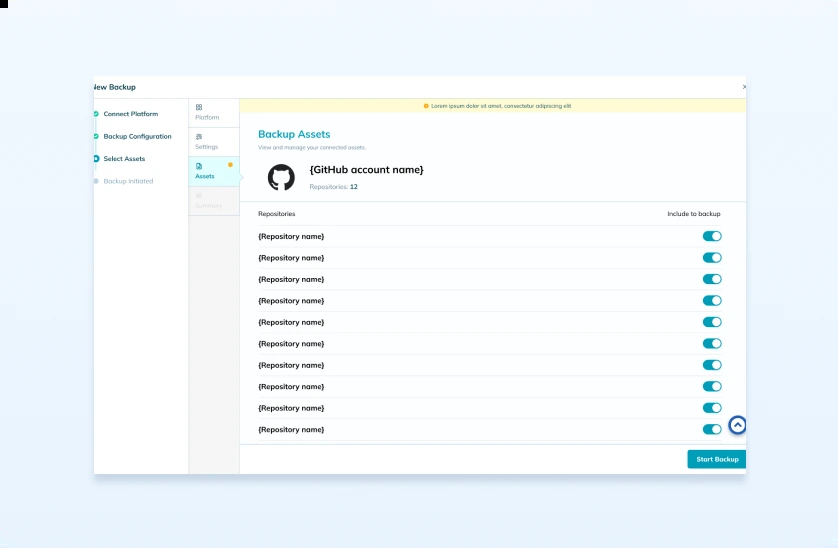 New Backup
Connect Platform
Backup Configuration
Select Assets
Backup Initiated
Platform
Settings
Assets
Summary
Lorem ipsum dolor sit amet, consectetur adipiscing elit
Backup Assets
View and manage your connected assets.
{GitHub account name}
Repositories: 12
Repositories Include to backup
{Repository name}
{Repository name}
{Repository name}
{Repository name}
{Repository name}
{Repository name}
{Repository name}
{Repository name}
{Repository name}
{Repository name}
Start Backup